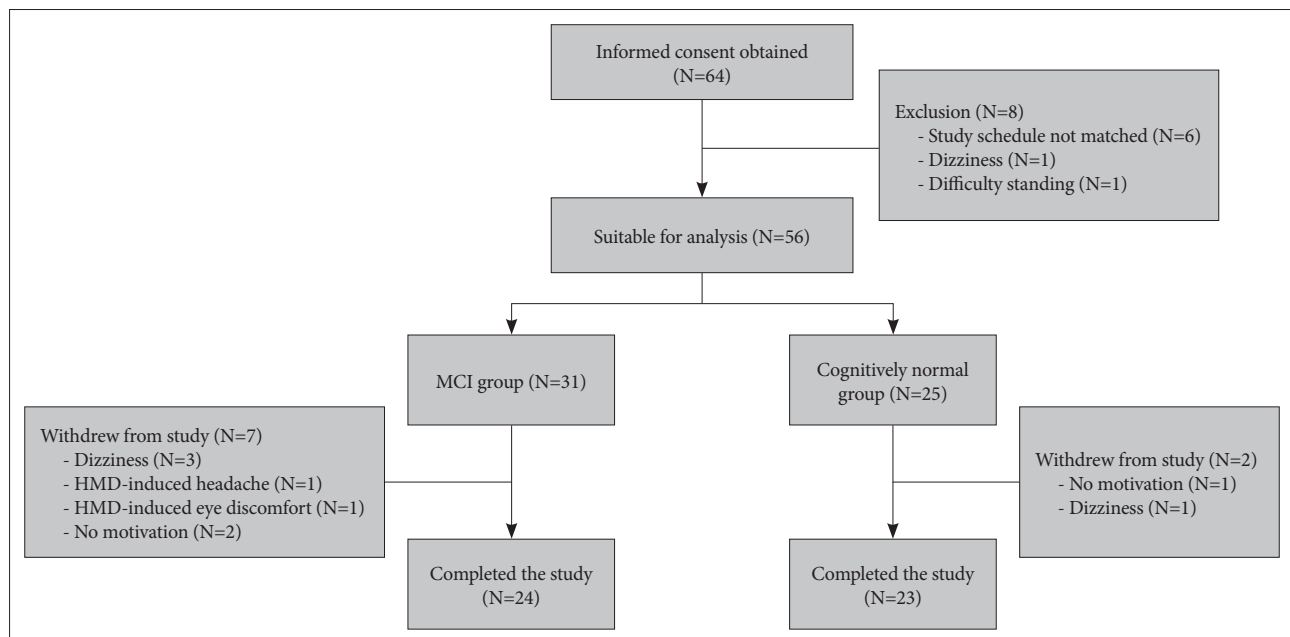 Informed consent obtained
(N=64)
Exclusion (N=8)
- Study schedule not matched (N=6)
- Dizziness (N=1)
- Difficulty standing (N=1)
Suitable for analysis (N=56)
MCI group (N=31)
Cognitively normal
group (N=25)
Withdrew from study (N=7)
- Dizziness (N=3)
- HMD-induced headache (N=1)
- HMD-induced eye discomfort (N=1)
- No motivation (N=2)
Withdrew from study (N=2)
- No motivation (N=1)
- Dizziness (N=1)
Completed the study
(N=24)
Completed the study
(N=23)